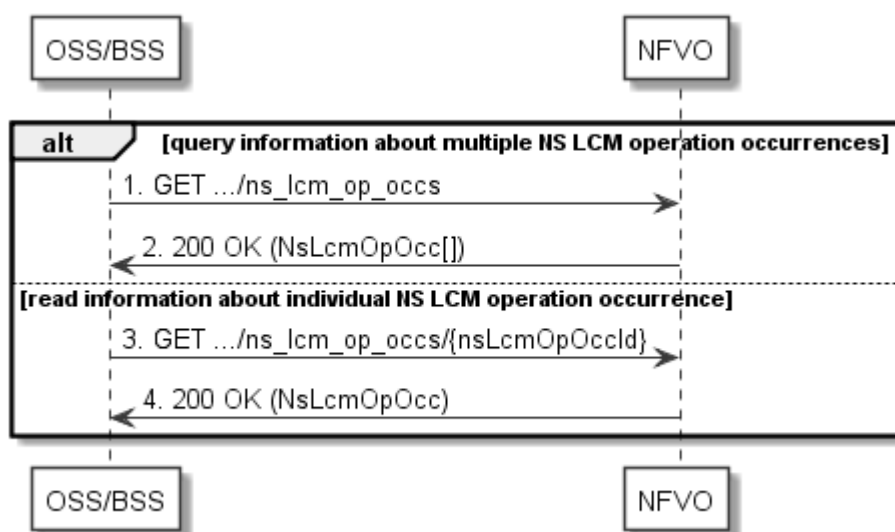 OSS/BSS NFVO
alt [query information about multiple NS LCM operation occurrences]
1. GET .../ns_lcm_op_occs
2. 200 OK (NsLcmOpOcc[])
[read information about individual NS LCM operation occurrence]
3. GET .../ns_lcm_op_occs/{nsLcmOpOccId}
4. 200 OK (NsLcmOpOcc)
OSS/BSS NFVO